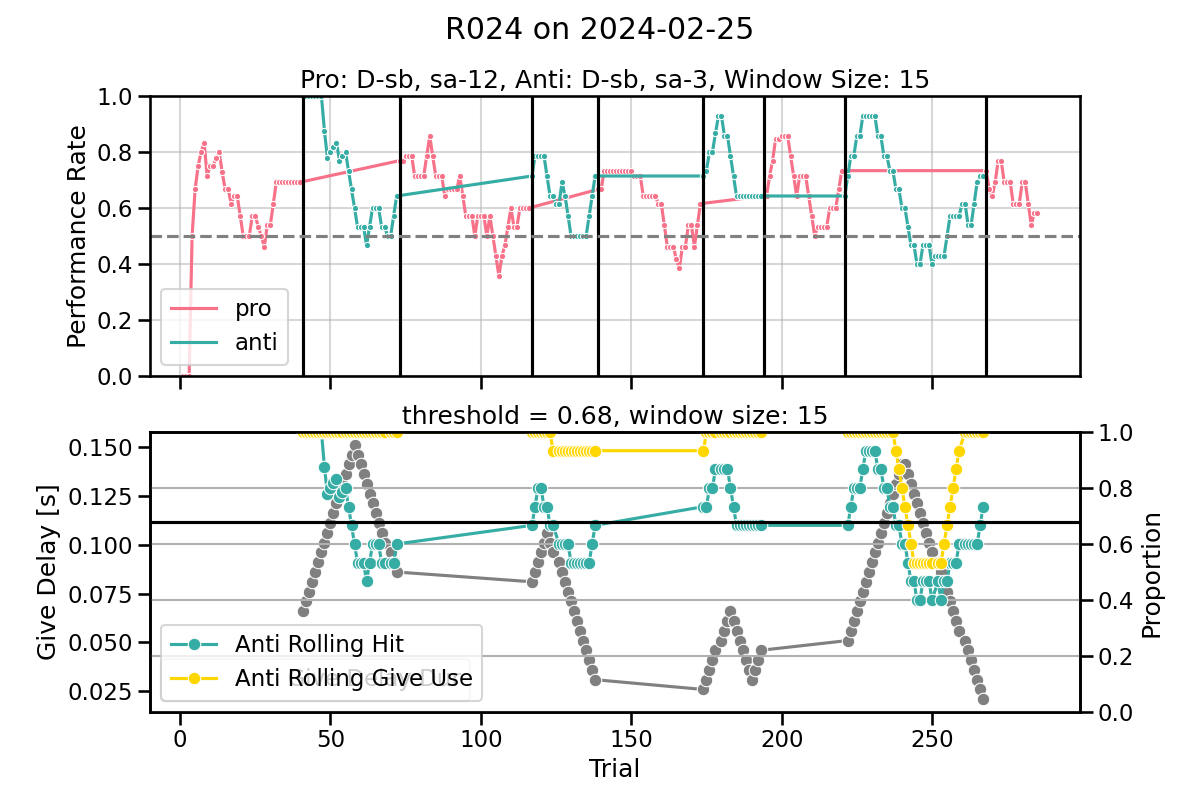 R024 on 2024-02-25
Pro: D-sb, sa-12, Anti: D-sb, sa-3, Window Size: 15
Performance Rate
1.0
0.8
0.6
0.4
0.2
0.0
pro
anti
threshold = 0.68, window size: 15
Give Delay [s]
0.150
0.125
0.100
0.075
0.050
0.025
1.0
0.8
0.6
0.4
0.2
0.0
Proportion
Anti Rolling Hit
Anti Rolling Give Use
0
50
100
150
200
250
Trial